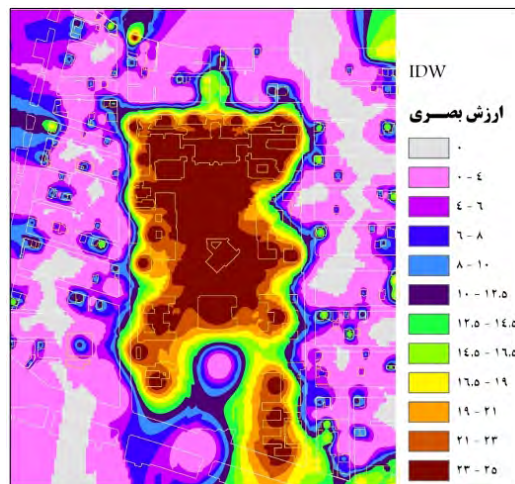 IDW
ارزش بصری
۰
۰ - ۴
۴ - ۶
۶ - ۸
۸ - ۱۰
۱۰ - ۱۲.۵
۱۲.۵ - ۱۴.۵
۱۴.۵ - ۱۶.۵
۱۶.۵ - ۱۹
۱۹ - ۲۱
۲۱ - ۲۳
۲۳ - ۲۵